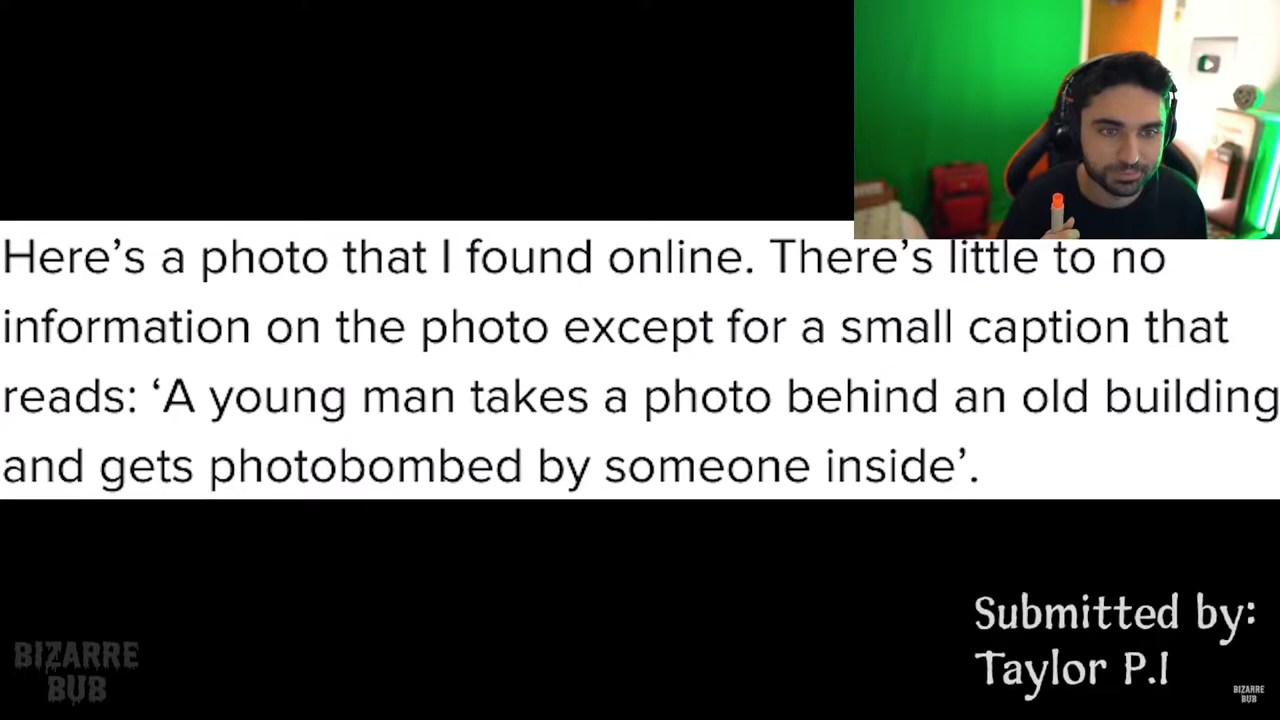 Here’s a photo that I found online. There’s little to no
information on the photo except for a small caption that
reads: ‘A young man takes a photo behind an old building
and gets photobombed by someone inside’.
Submitted by:
Taylor P.I
BIZARRE
BUB
BIZARRE
BUB